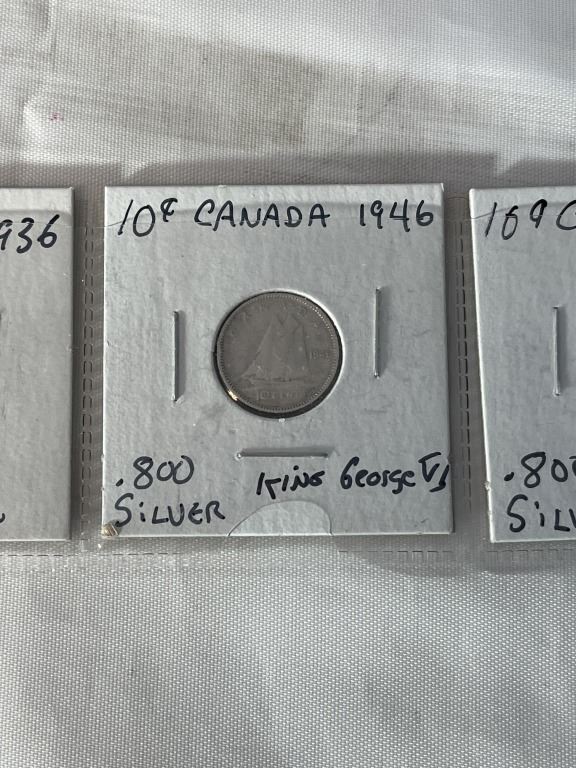 936
10¢ CANADA 1946
10¢ C
.800
SILVER
KING George VI
.80
SIL